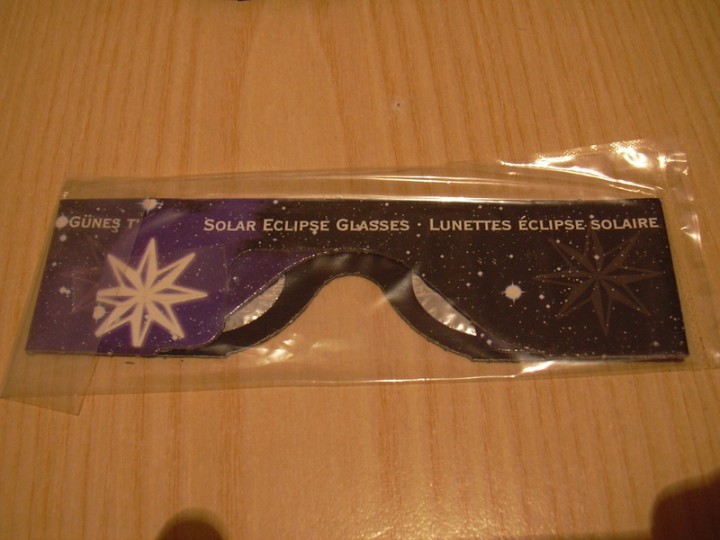 GÜNEŞ SOLAR ECLIPSE GLASSES · LUNETTES ÉCLIPSE SOLAIRE